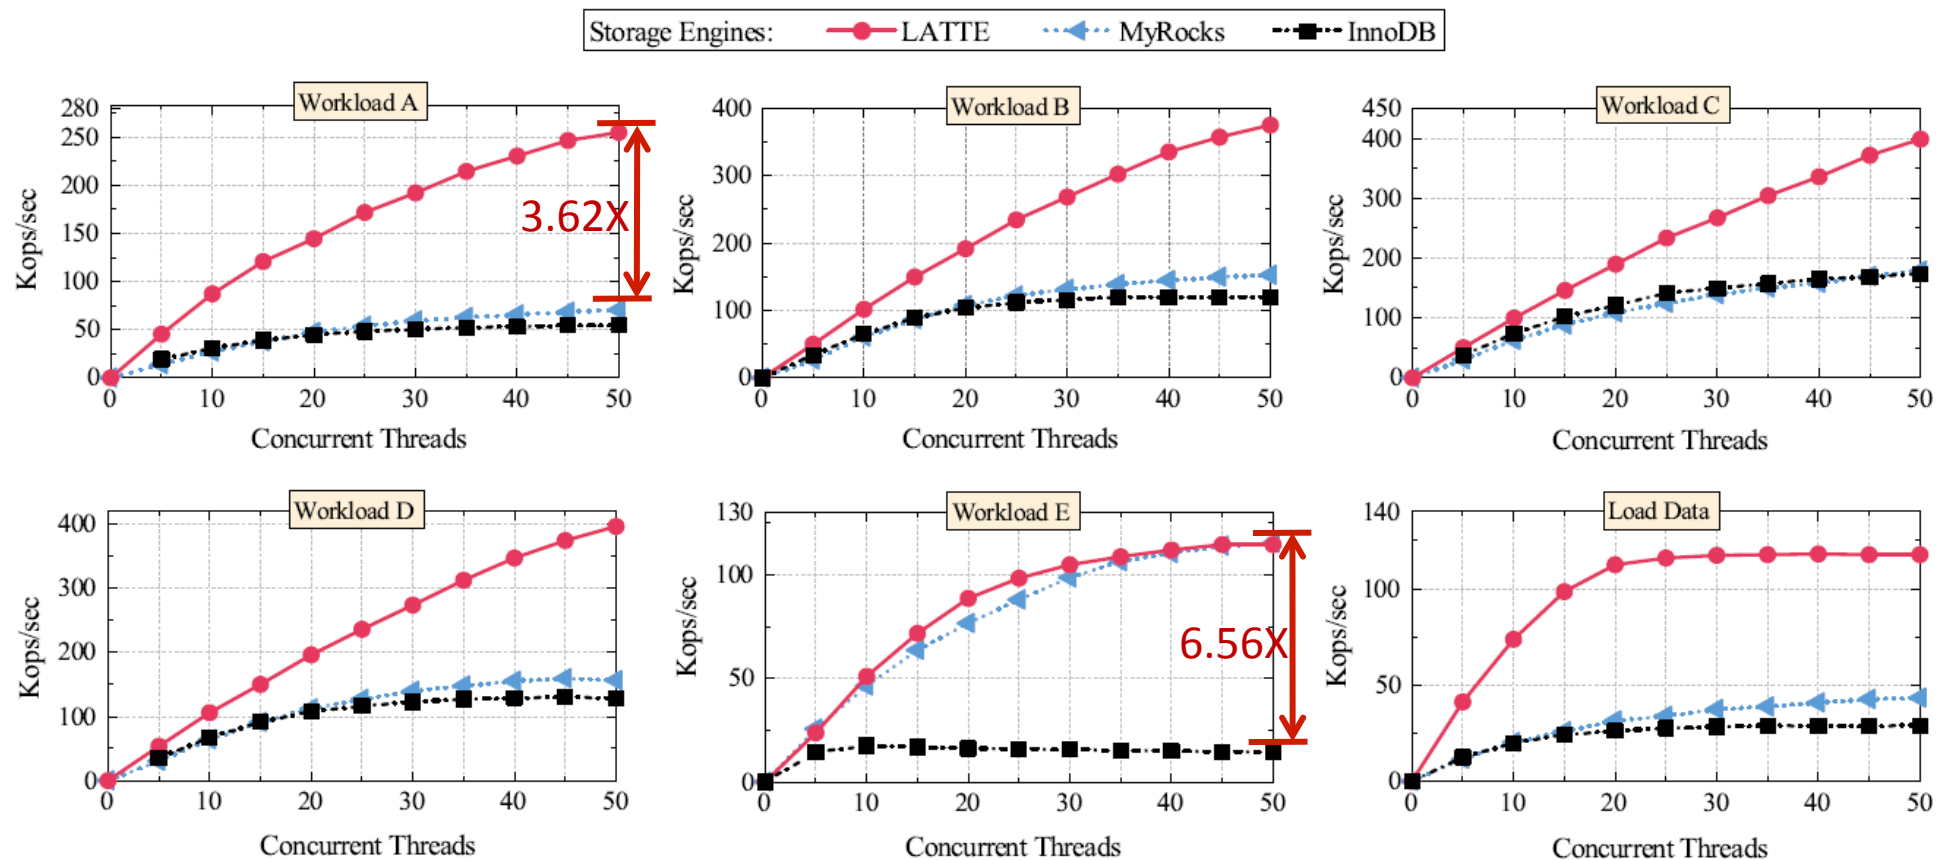 Storage Engines: LATTE MyRocks InnoDB
Workload A
280
250
200
150
100
50
0
Kops/sec
3.62X
0 10 20 30 40 50
Concurrent Threads
Workload B
400
300
200
100
0
Kops/sec
0 10 20 30 40 50
Concurrent Threads
Workload C
450
400
300
200
100
0
Kops/sec
0 10 20 30 40 50
Concurrent Threads
Workload D
400
300
200
100
0
Kops/sec
0 10 20 30 40 50
Concurrent Threads
Workload E
130
100
50
0
Kops/sec
6.56X
0 10 20 30 40 50
Concurrent Threads
Load Data
140
100
50
0
Kops/sec
0 10 20 30 40 50
Concurrent Threads